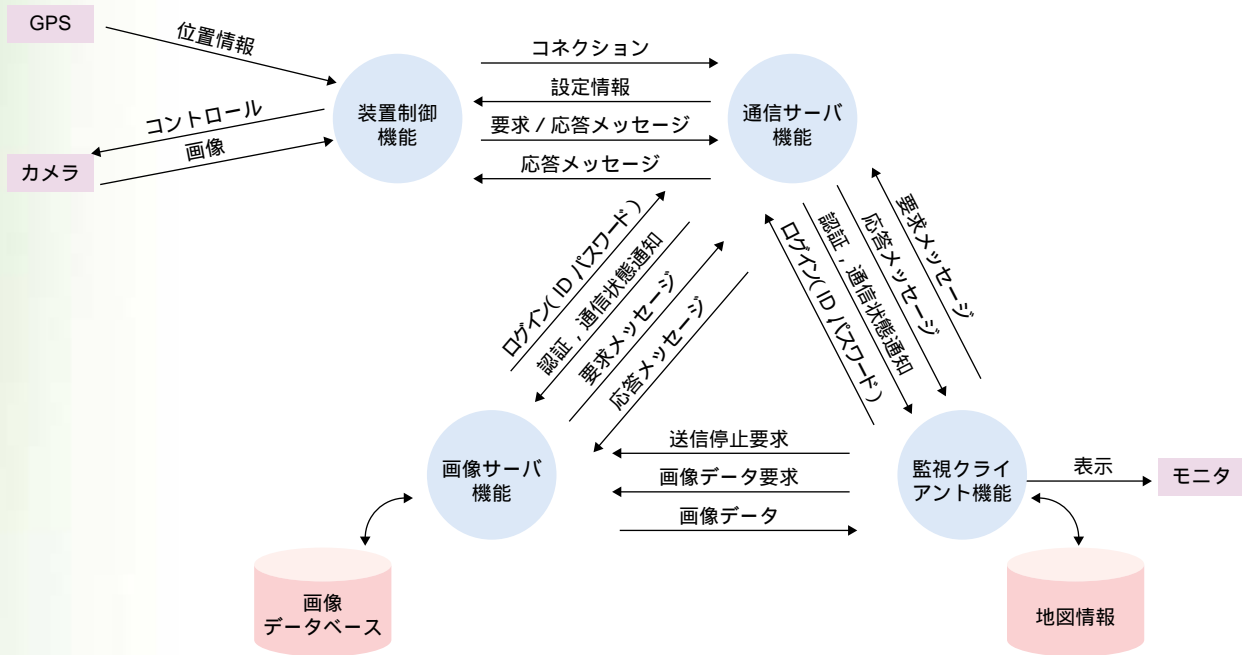 GPS
位置情報
コントロール
画像
カメラ
装置制御
機能
コネクション
設定情報
要求 / 応答メッセージ
応答メッセージ
通信サーバ
機能
ログイン( ID パスワード )
認証 , 通信状態通知
要求メッセージ
応答メッセージ
ログイン( ID パスワード )
認証 , 通信状態通知
応答メッセージ
要求メッセージ
画像サーバ
機能
送信停止要求
画像データ要求
画像データ
監視クライ
アント機能
表示
モニタ
画像
データベース
地図情報